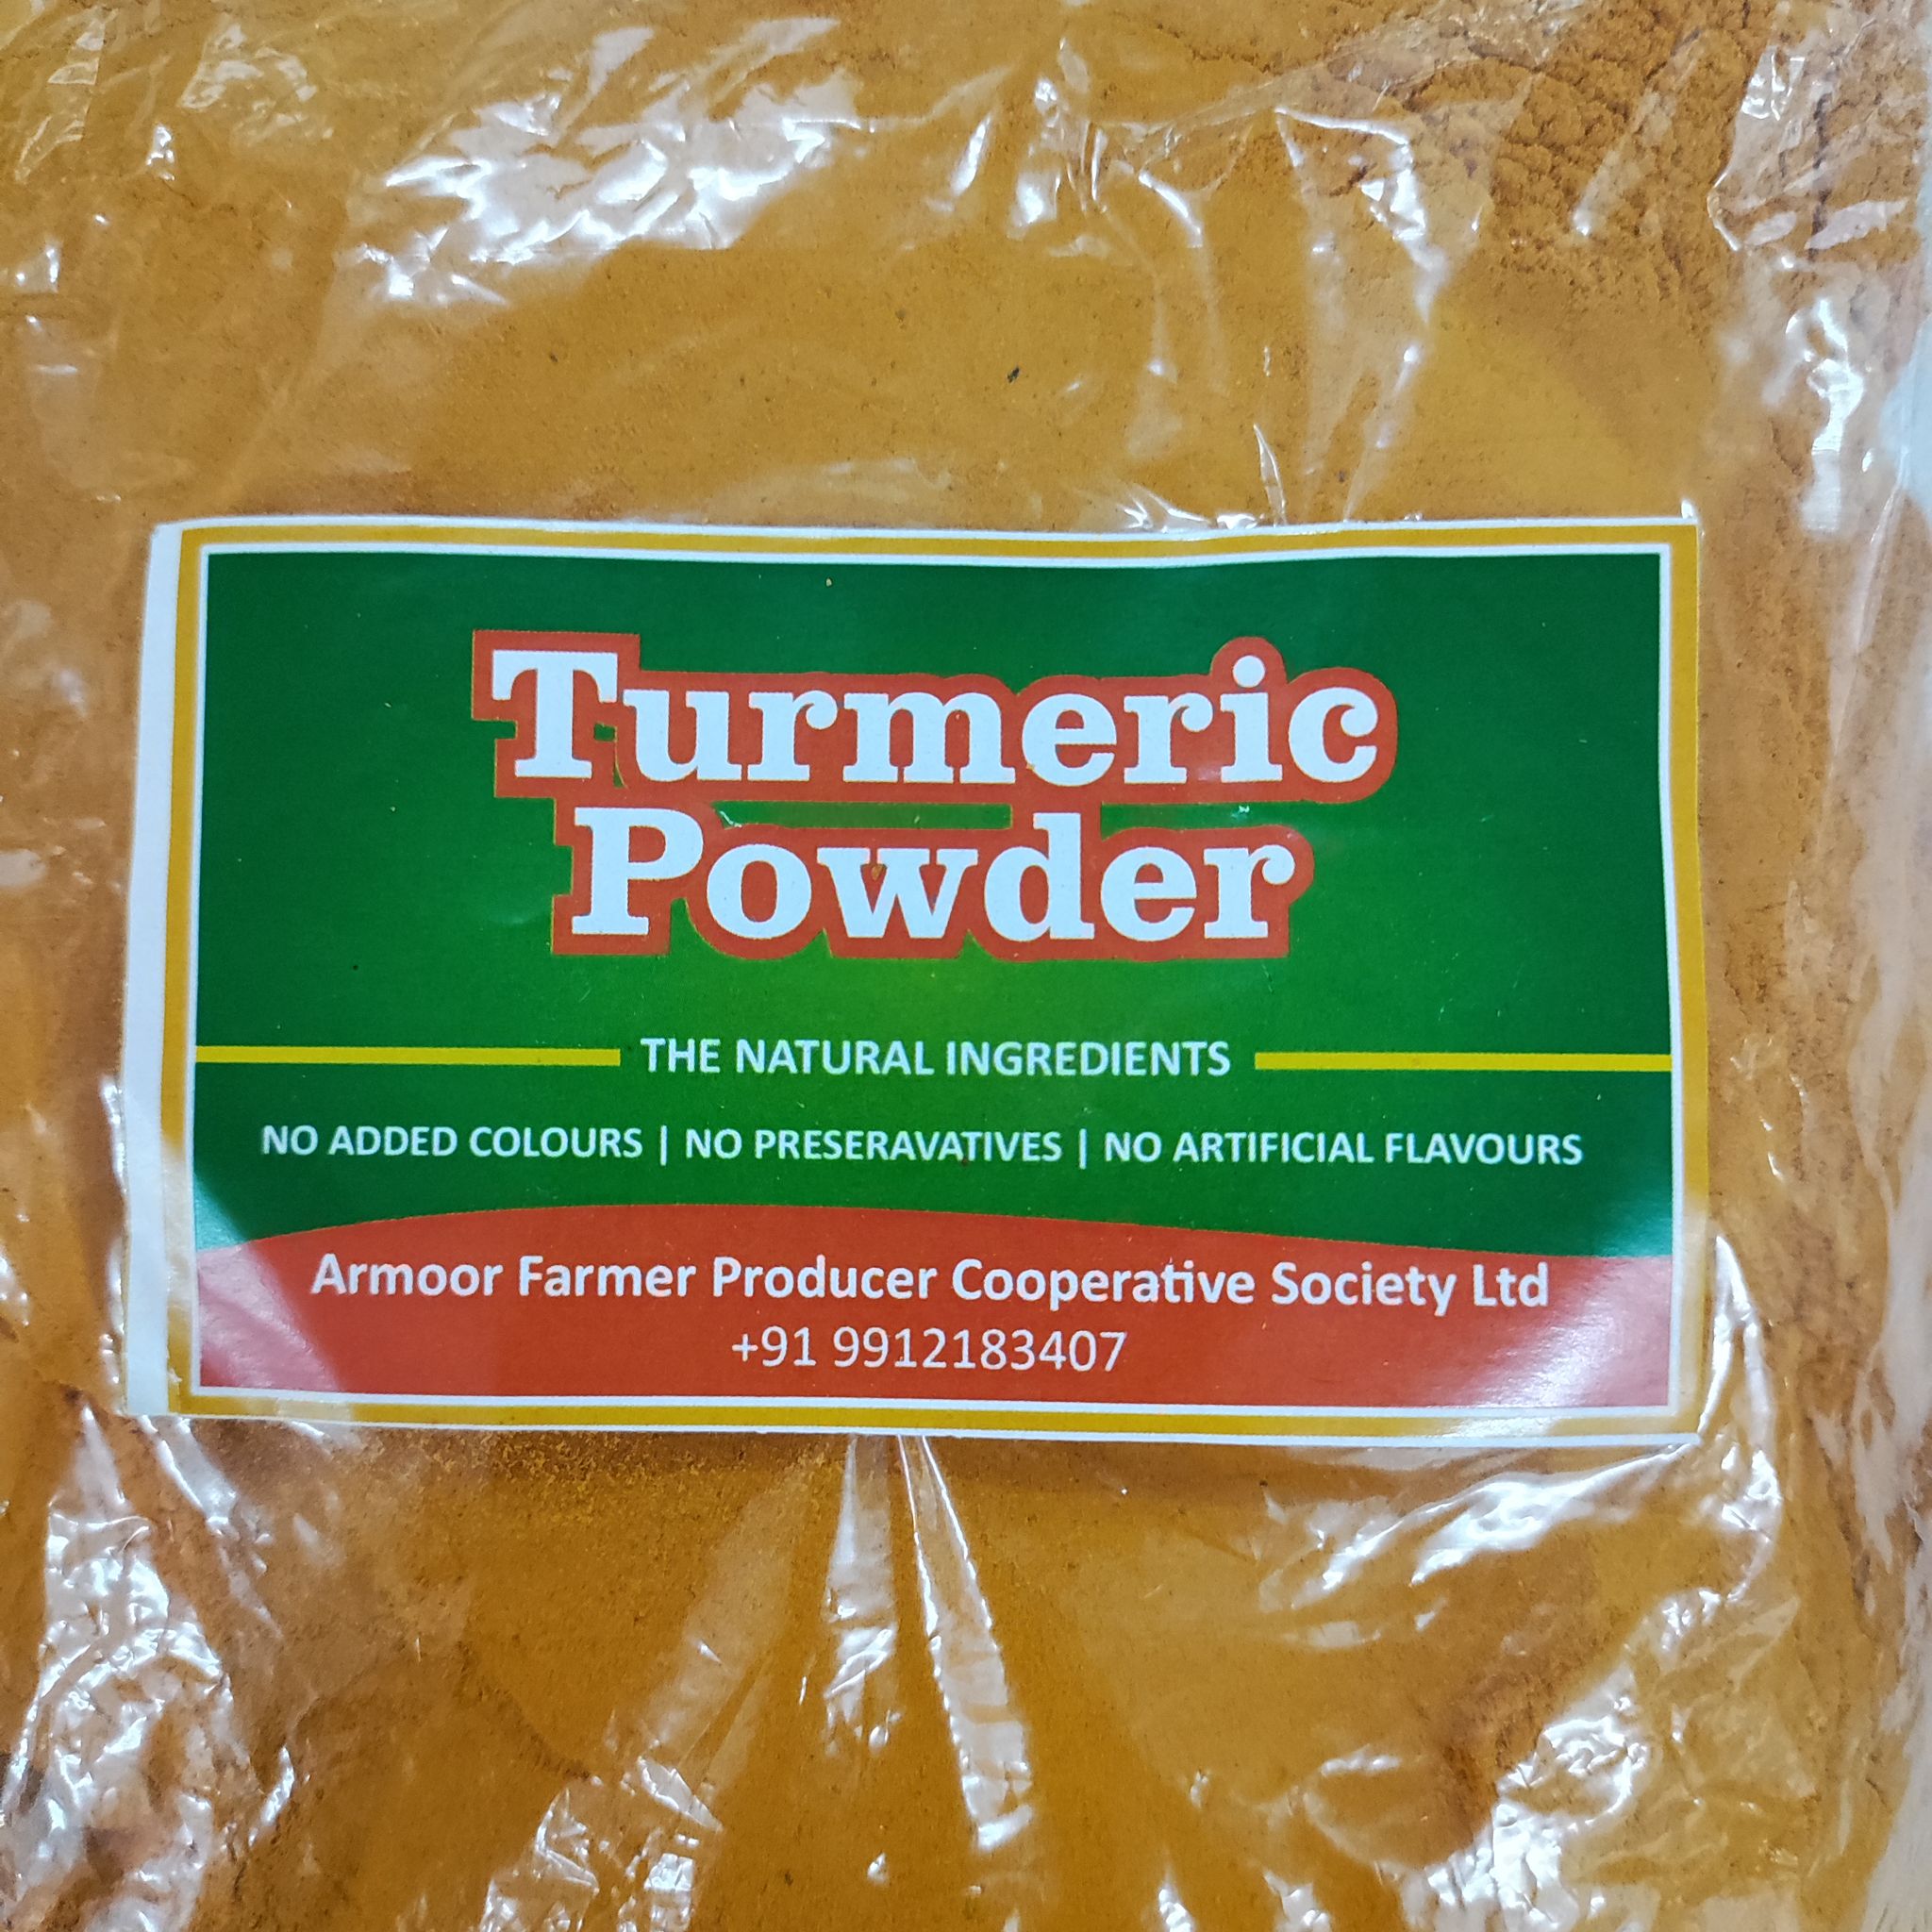 Turmeric
Powder
THE NATURAL INGREDIENTS
NO ADDED COLOURS | NO PRESERAVATIVES | NO ARTIFICIAL FLAVOURS
Armoor Farmer Producer Cooperative Society Ltd
+91 9912183407